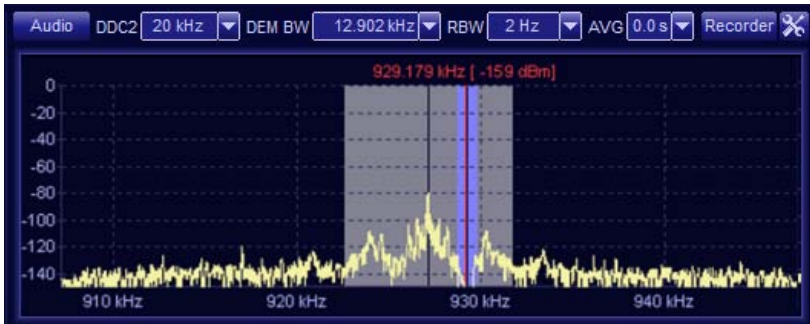 Audio DDC2 20 kHz DEM BW 12.902 kHz RBW 2 Hz AVG 0.0 s Recorder
929.179 kHz [ -159 dBm]
0
-20
-40
-60
-80
-100
-120
-140
910 kHz 920 kHz 930 kHz 940 kHz